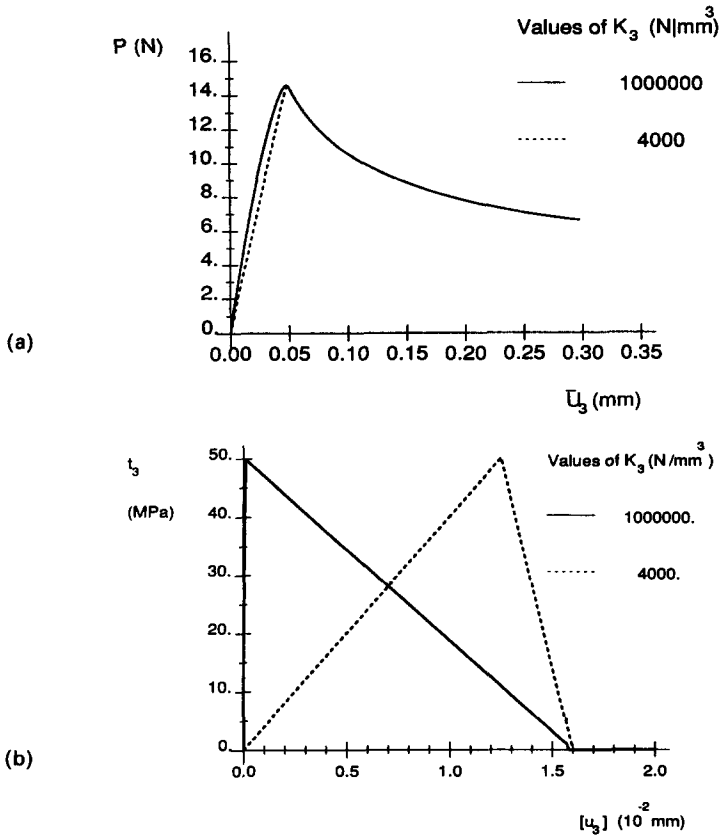 Values of K3 (N|mm3)
P (N)
1000000
4000
16.
14.
12.
10.
8.
6.
4.
2.
0.
0.00 0.05 0.10 0.15 0.20 0.25 0.30 0.35
(a)
U̅3 (mm)
t3
(MPa)
Values of K3 (N/mm3)
1000000.
4000.
50.
40.
30.
20.
10.
0.
0.0 0.5 1.0 1.5 2.0
(b)
[u3] (10-2 mm)